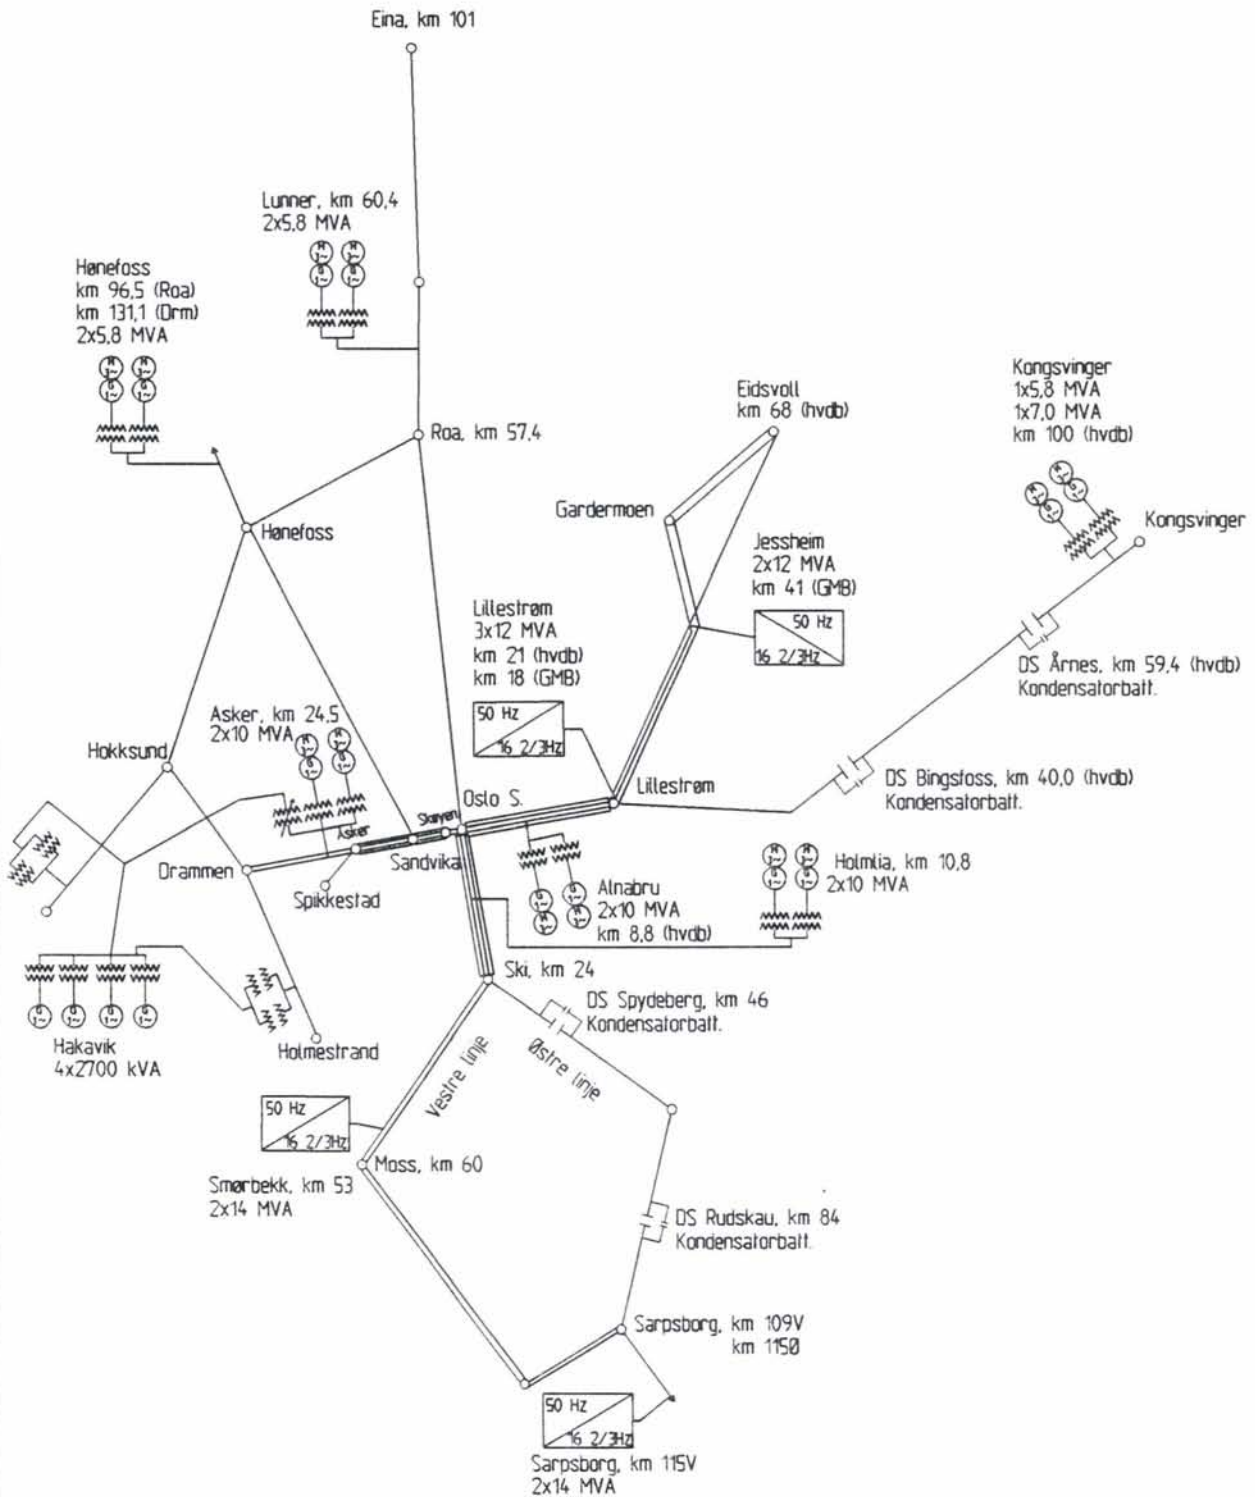 Eina, km 101
Lunner, km 60,4
2x5,8 MVA
Hønefoss
km 96,5 (Roa)
km 131,1 (Drm)
2x5,8 MVA
Roa, km 57,4
Eidsvoll
km 68 (hvdb)
Kongsvinger
1x5,8 MVA
1x7,0 MVA
km 100 (hvdb)
Kongsvinger
Gardermoen
Hønefoss
Jessheim
2x12 MVA
km 41 (GMB)
50 Hz
16 2/3Hz
Lillestrøm
3x12 MVA
km 21 (hvdb)
km 18 (GMB)
50 Hz
16 2/3Hz
DS Årnes, km 59,4 (hvdb)
Kondensatorbatt.
Asker, km 24,5
2x10 MVA
Hokksund
DS Bingsfoss, km 40,0 (hvdb)
Kondensatorbatt.
Lillestrøm
Oslo S.
Skøyen
Asker
Sandvika
Drammen
Spikkestad
Alnabru
2x10 MVA
km 8,8 (hvdb)
Holmlia, km 10,8
2x10 MVA
Ski, km 24
DS Spydeberg, km 46
Kondensatorbatt.
Hakavik
4x2700 kVA
Holmestrand
Vestre linje
Østre linje
50 Hz
16 2/3Hz
Smørbekk, km 53
2x14 MVA
Moss, km 60
DS Rudskau, km 84
Kondensatorbatt.
Sarpsborg, km 109V
km 115Ø
50 Hz
16 2/3Hz
Sarpsborg, km 115V
2x14 MVA